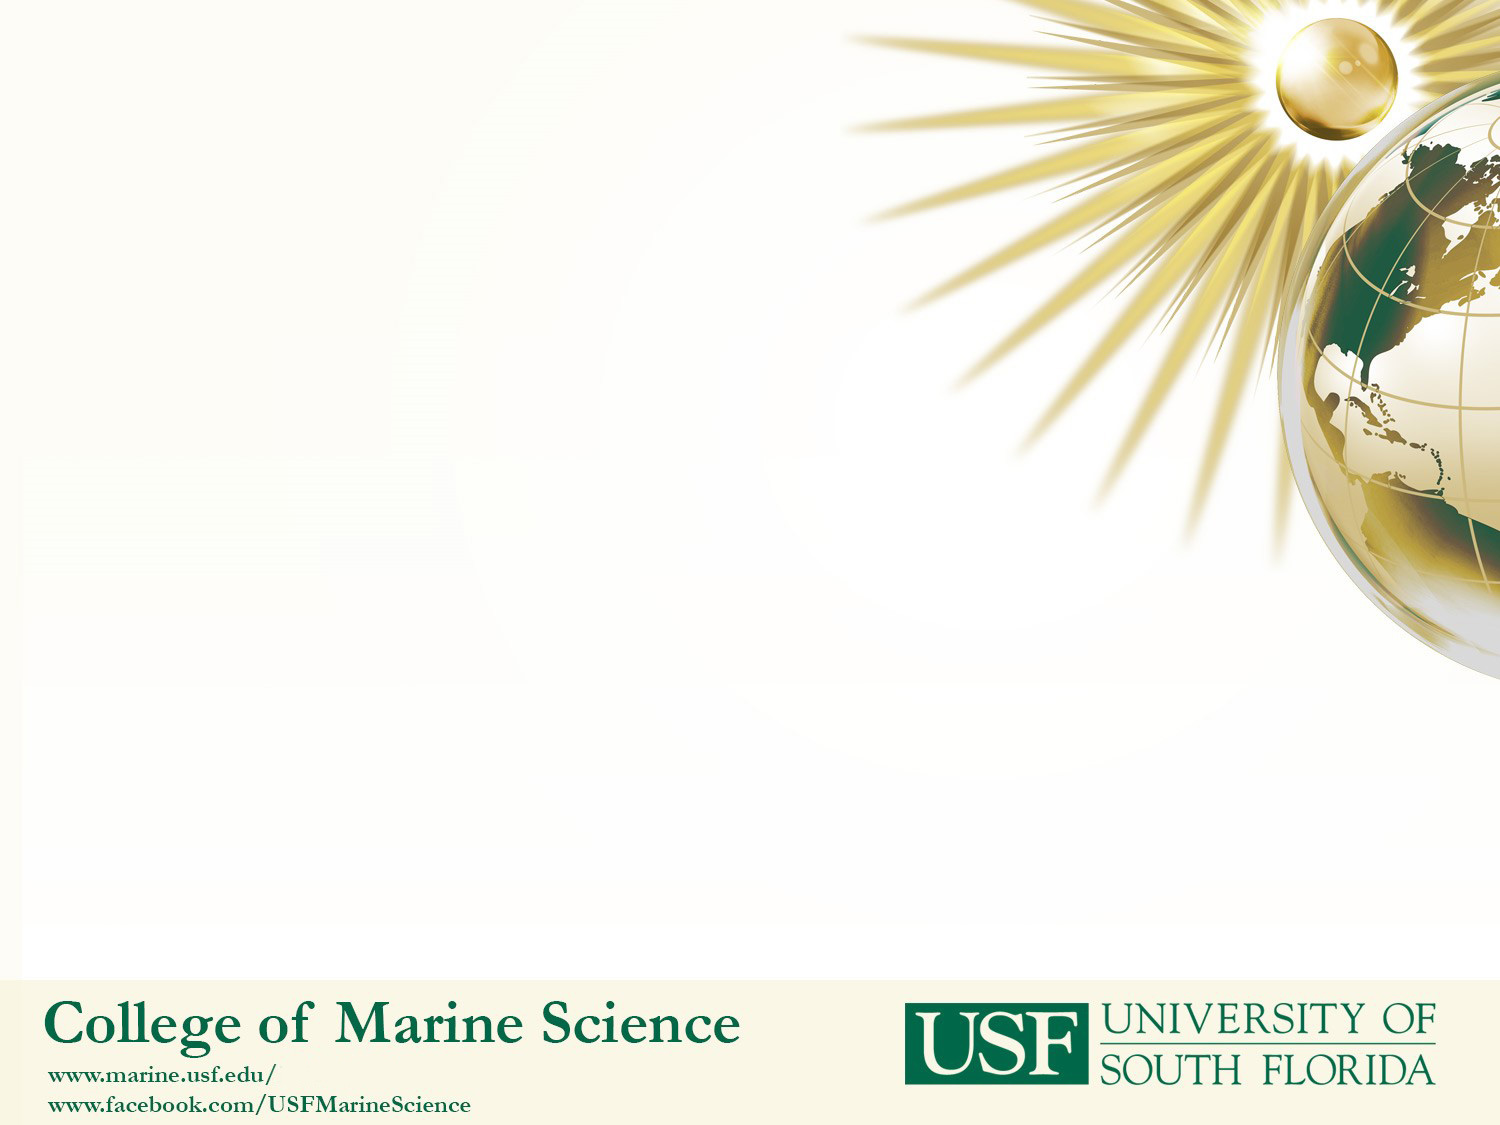 College of Marine Science
www.marine.usf.edu/
www.facebook.com/USFMarineScience
USF
UNIVERSITY OF
SOUTH FLORIDA